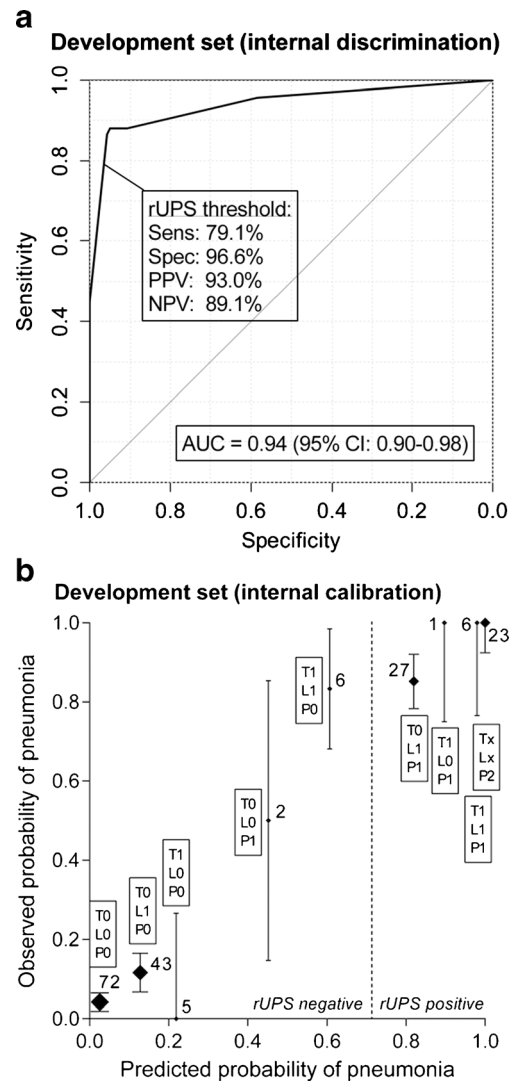 a
Development set (internal discrimination)
1.0
0.8
0.6
0.4
0.2
0.0
Sensitivity
rUPS threshold:
Sens: 79.1%
Spec: 96.6%
PPV: 93.0%
NPV: 89.1%
AUC = 0.94 (95% CI: 0.90-0.98)
1.0 0.8 0.6 0.4 0.2 0.0
Specificity
b
Development set (internal calibration)
1.0
0.8
0.6
0.4
0.2
0.0
Observed probability of pneumonia
T0
L0
P0
72
T0
L1
P0
43
T1
L0
P0
5
T0
L0
P1
2
T1
L1
P0
6
27
T0
L1
P1
1
T1
L0
P1
6
T1
L1
P1
23
Tx
Lx
P2
rUPS negative
rUPS positive
0.0 0.2 0.4 0.6 0.8 1.0
Predicted probability of pneumonia